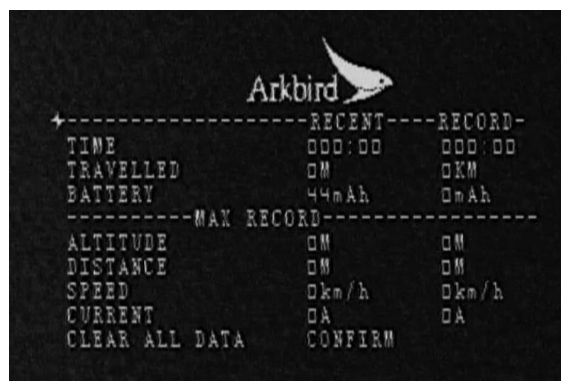 Arkbird
--------------------RECENT----RECORD-
TIME 000:00 000:00
TRAVELLED 0M 0KM
BATTERY 44mAh 0mAh
----------MAX RECORD-----------------
ALTITUDE 0M 0M
DISTANCE 0M 0M
SPEED 0km/h 0km/h
CURRENT 0A 0A
CLEAR ALL DATA CONFIRM